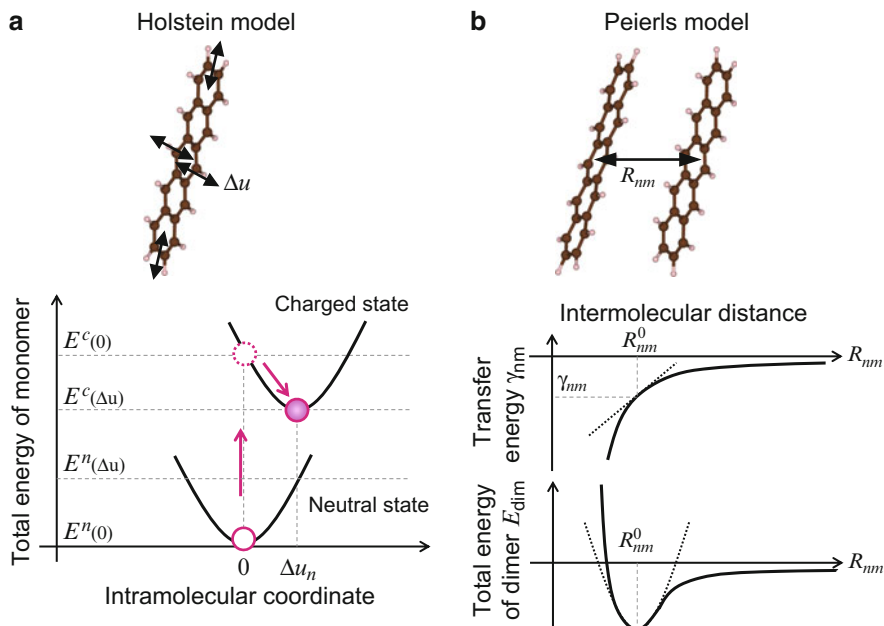 a
Holstein model
Δu
Total energy of monomer
E^c(0)
E^c(Δu)
E^n(Δu)
E^n(0)
Charged state
Neutral state
0
Δu_n
Intramolecular coordinate
b
Peierls model
R_nm
Intermolecular distance
R^0_nm
R_nm
γ_nm
Transfer
energy γ_nm
Total energy
of dimer E_dim
R^0_nm
R_nm